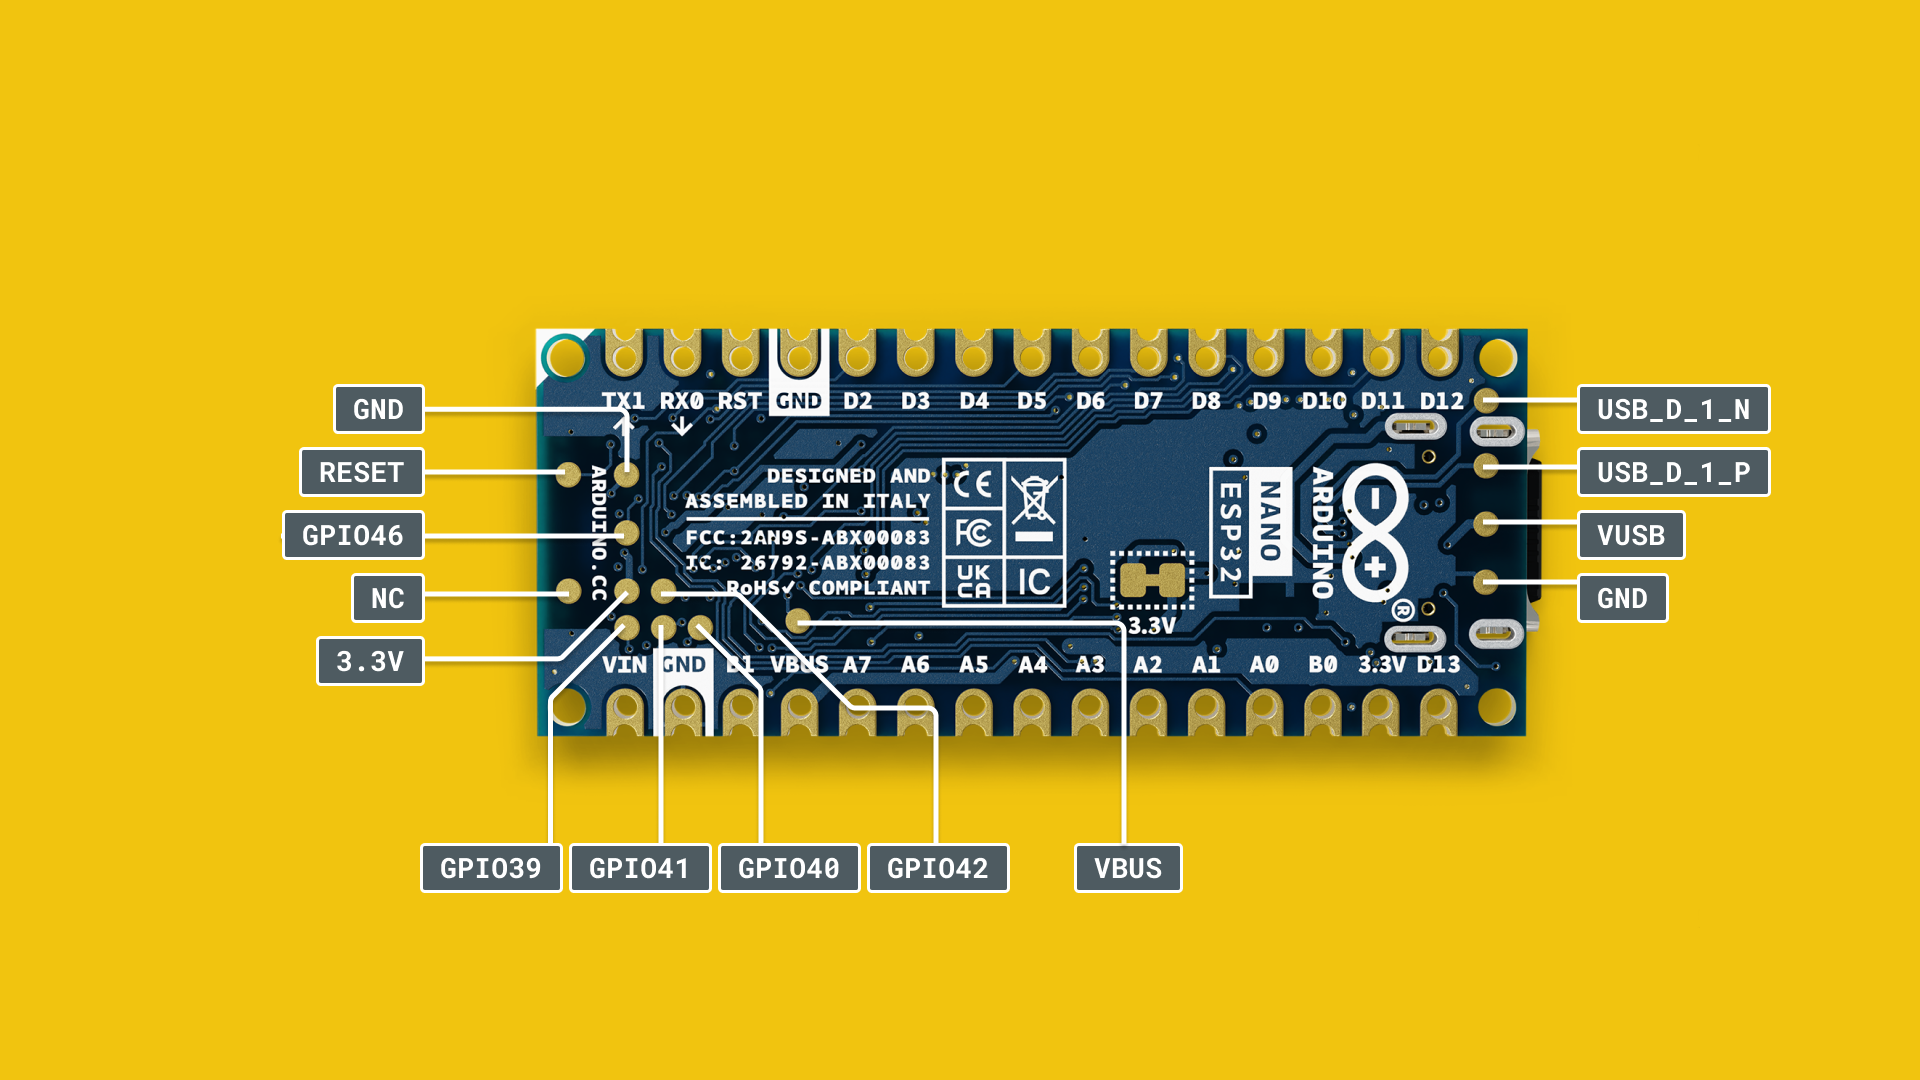 TX1 RX0 RST GND D2 D3 D4 D5 D6 D7 D8 D9 D10 D11 D12
GND
RESET
GPIO46
NC
3.3V
ARDUINO.CC
DESIGNED AND
ASSEMBLED IN ITALY
FCC:2AN9S-ABX00083
IC: 26792-ABX00083
RoHS✓ COMPLIANT
CE
FC
UK
CA
IC
3.3V
ESP32
NANO
ARDUINO
®
USB_D_1_N
USB_D_1_P
VUSB
GND
VIN GND B1 VBUS A7 A6 A5 A4 A3 A2 A1 A0 B0 3.3V D13
GPIO39 GPIO41 GPIO40 GPIO42 VBUS